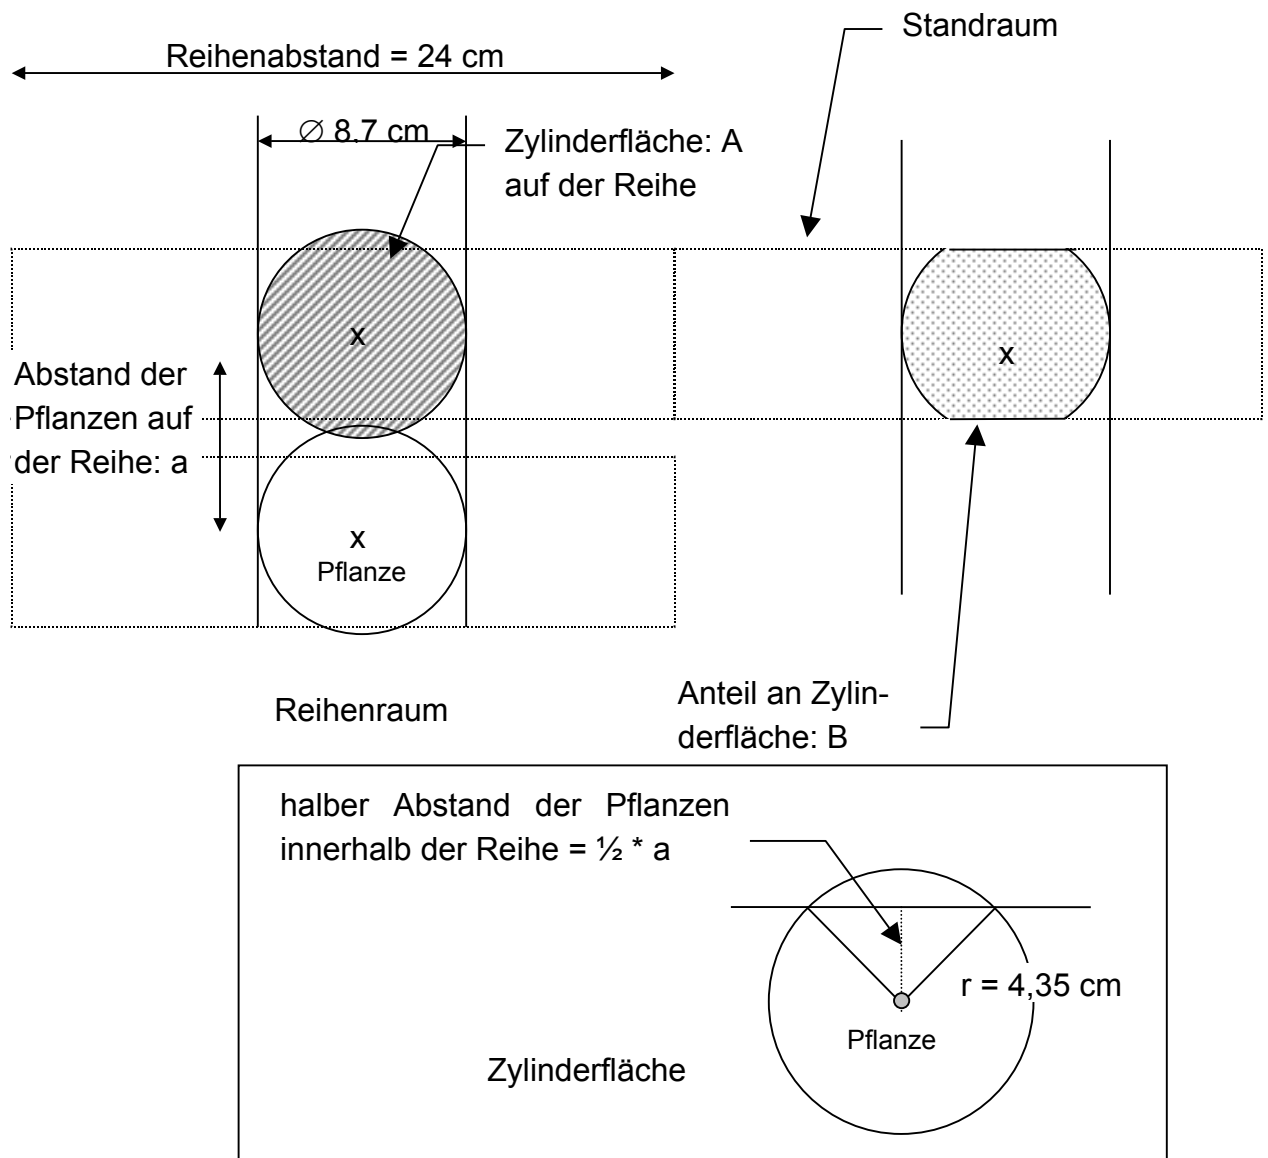 Standraum
Reihenabstand = 24 cm
∅ 8,7 cm
Zylinderfläche: A
auf der Reihe
x
x
Abstand der
Pflanzen auf
der Reihe: a
x
Pflanze
Reihenraum
Anteil an Zylin-
derfläche: B
halber Abstand der Pflanzen
innerhalb der Reihe = ½ * a
r = 4,35 cm
Pflanze
Zylinderfläche